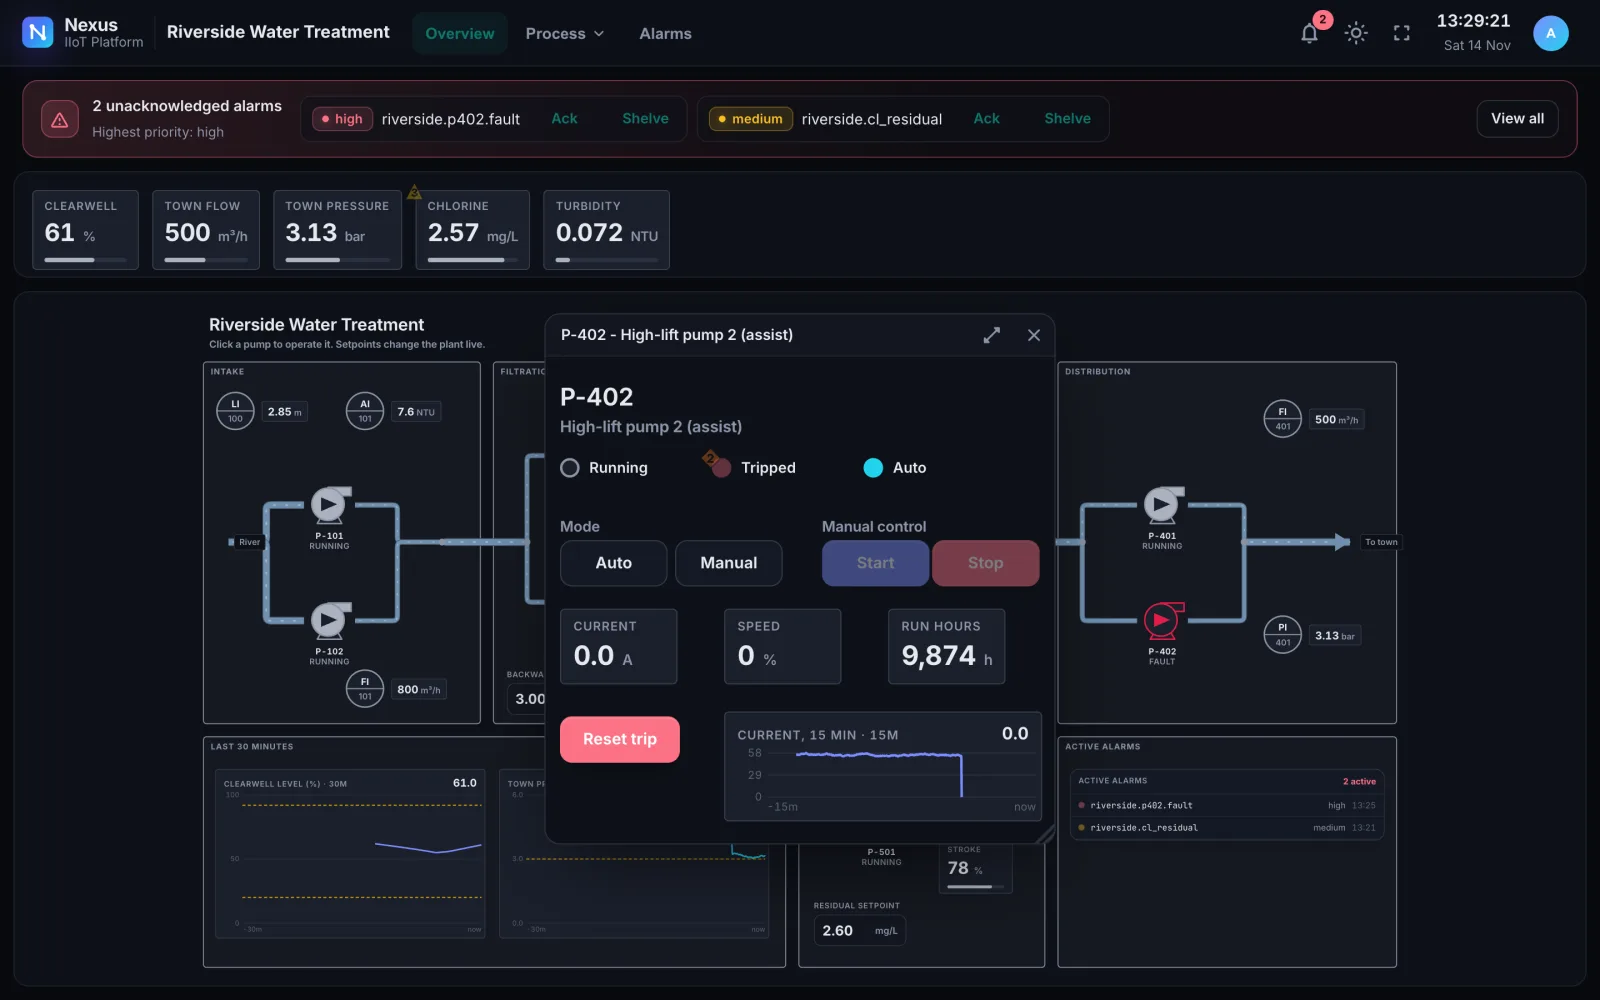 Nexus
IIoT Platform
Riverside Water Treatment
Overview
Process
Alarms
2
13:29:21
Sat 14 Nov
A
2 unacknowledged alarms
Highest priority: high
high
riverside.p402.fault
Ack
Shelve
medium
riverside.cl_residual
Ack
Shelve
View all
CLEARWELL
61 %
TOWN FLOW
500 m³/h
TOWN PRESSURE
3.13 bar
CHLORINE
2.57 mg/L
TURBIDITY
0.072 NTU
Riverside Water Treatment
Click a pump to operate it. Setpoints change the plant live.
INTAKE
LI
100
2.85 m
AI
101
7.6 NTU
River
P-101
RUNNING
P-102
RUNNING
FI
101
800 m³/h
P-402 - High-lift pump 2 (assist)
P-402
High-lift pump 2 (assist)
Running
2
Tripped
Auto
Mode
Auto
Manual
Manual control
Start
Stop
CURRENT
0.0 A
SPEED
0 %
RUN HOURS
9,874 h
Reset trip
CURRENT, 15 MIN · 15M
0.0
58
29
0
-15m
now
DISTRIBUTION
FI
401
500 m³/h
P-401
RUNNING
To town
P-402
FAULT
PI
401
3.13 bar
LAST 30 MINUTES
CLEARWELL LEVEL (%) · 30M
61.0
100
50
0
-30m
now
6.0
3.0
0.0
-30m
now
P-501
RUNNING
STROKE
78 %
RESIDUAL SETPOINT
2.60 mg/L
ACTIVE ALARMS
ACTIVE ALARMS
2 active
riverside.p402.fault
high 13:25
riverside.cl_residual
medium 13:21